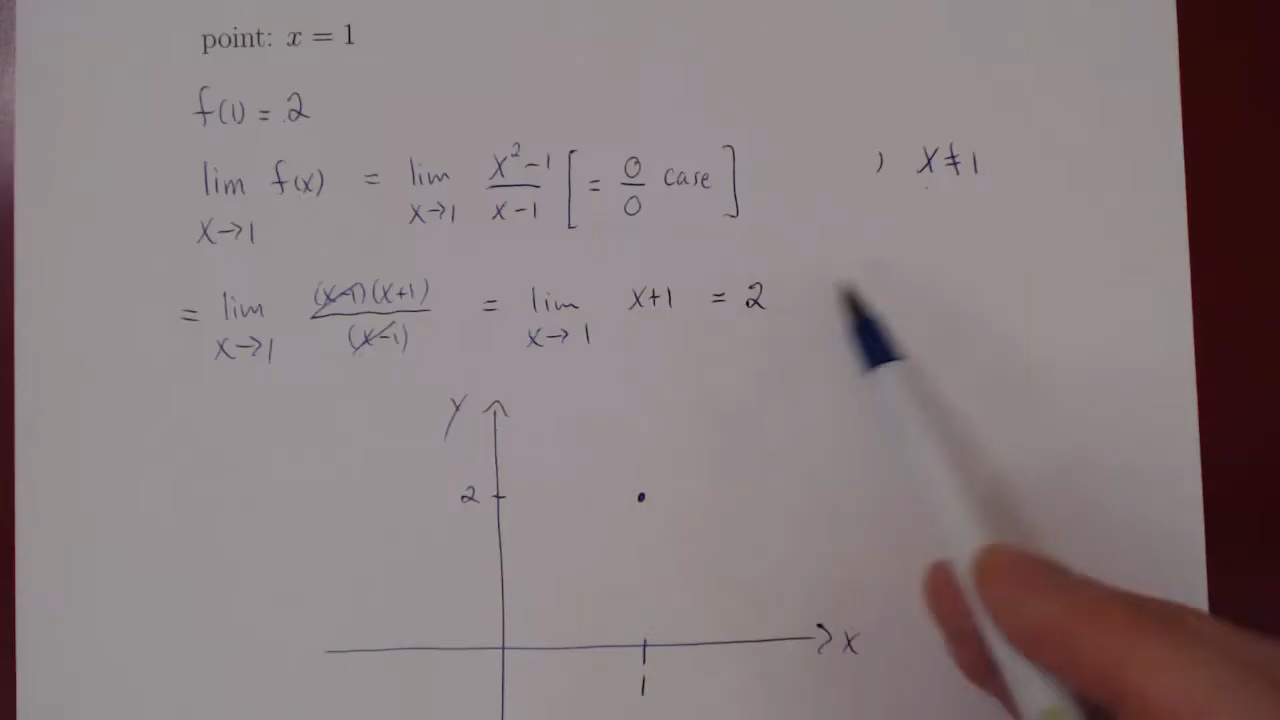 point: x = 1
f(1) = 2
lim x→1 f(x) = lim x→1 (x² - 1)/(x - 1) [= 0/0 case] , x ≠ 1
= lim x→1 (x-1)(x+1)/(x-1) = lim x→1 x+1 = 2
y
2
x
1